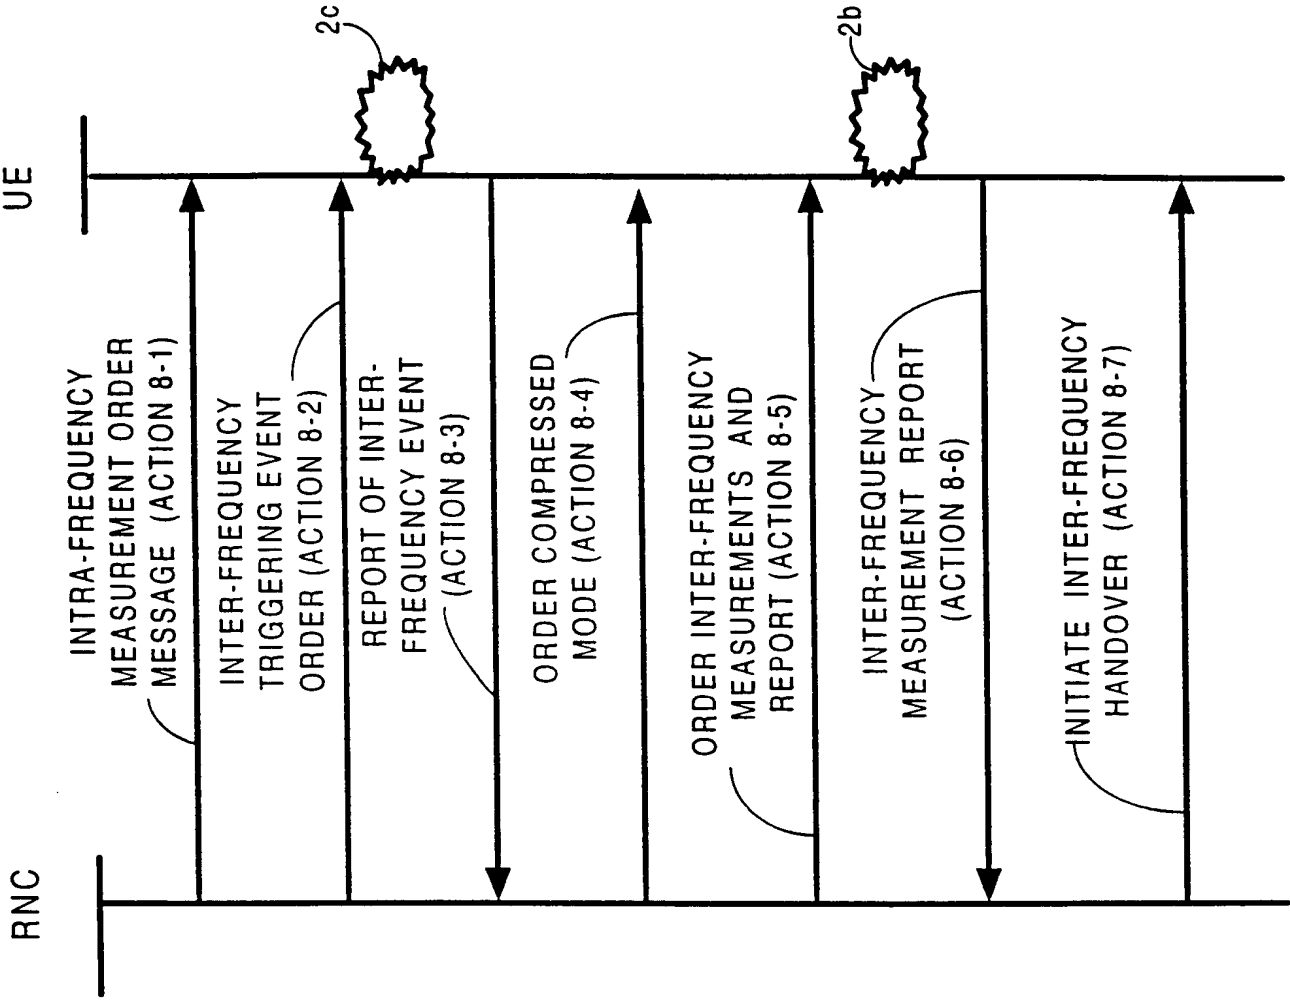 RNC
UE
INTRA-FREQUENCY
MEASUREMENT ORDER
MESSAGE (ACTION 8-1)
INTER-FREQUENCY
TRIGGERING EVENT
ORDER (ACTION 8-2)
2c
REPORT OF INTER-
FREQUENCY EVENT
(ACTION 8-3)
ORDER COMPRESSED
MODE (ACTION 8-4)
ORDER INTER-FREQUENCY
MEASUREMENTS AND
REPORT (ACTION 8-5)
2b
INTER-FREQUENCY
MEASUREMENT REPORT
(ACTION 8-6)
INITIATE INTER-FREQUENCY
HANDOVER (ACTION 8-7)